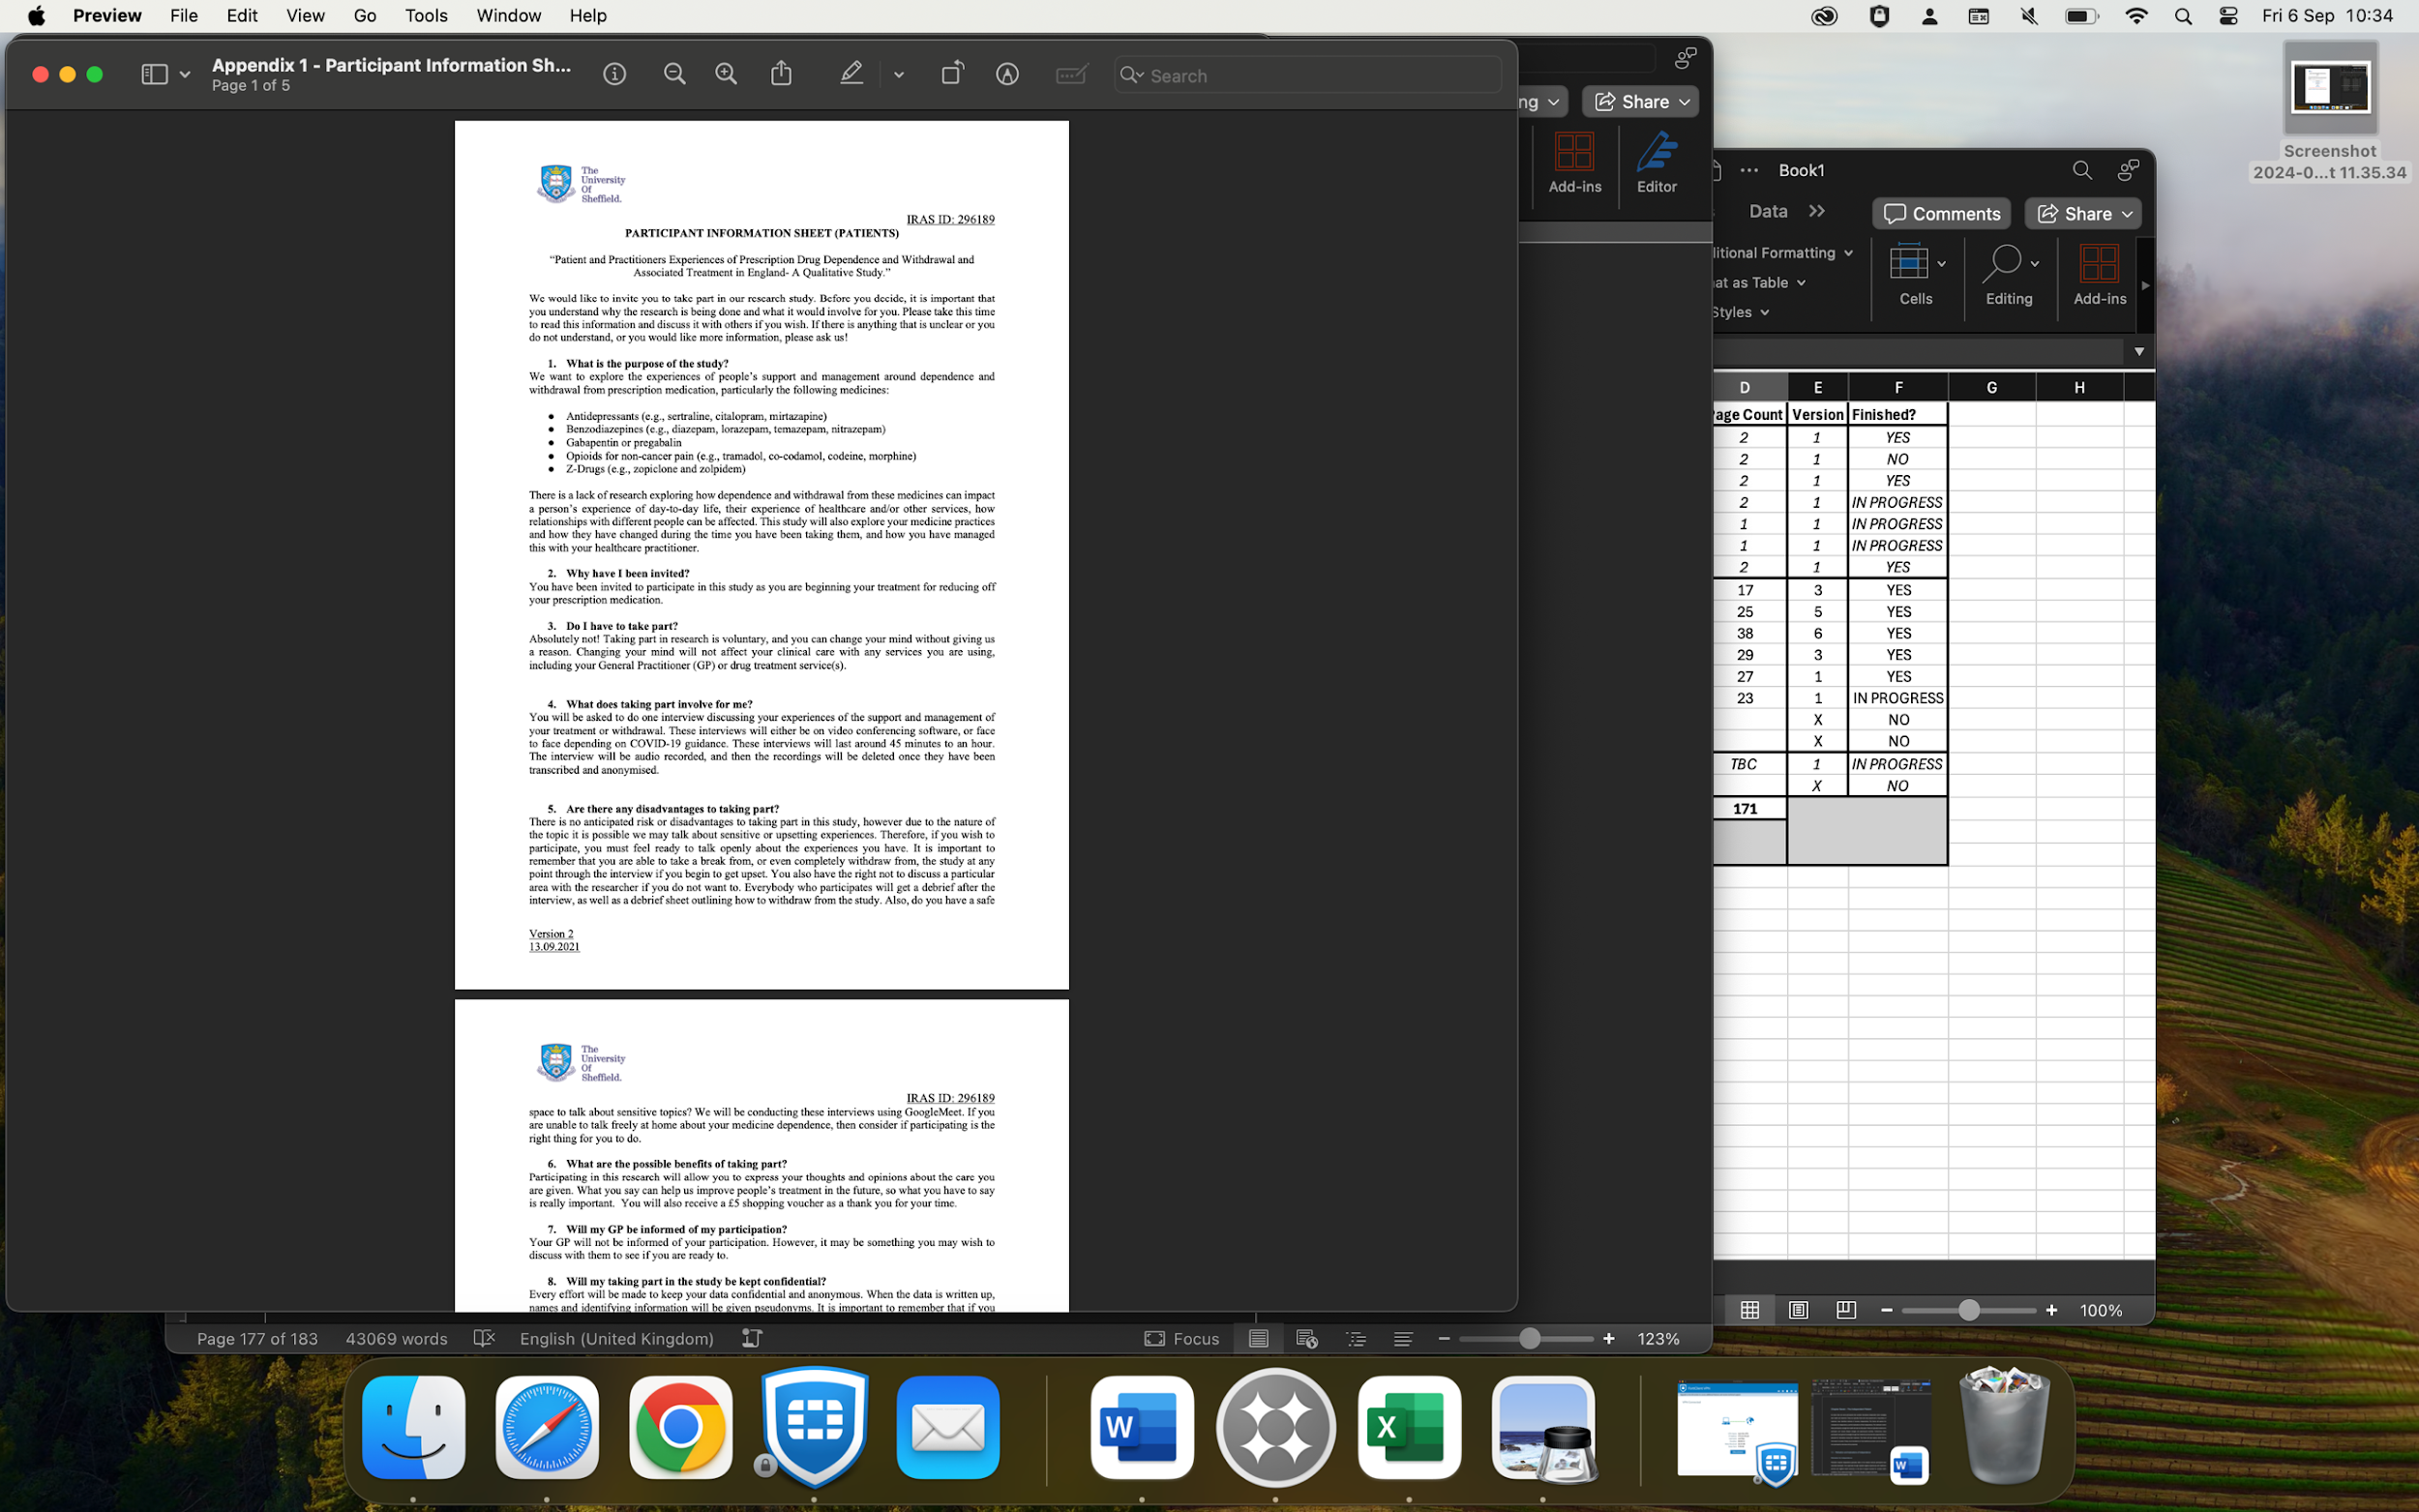 Preview File Edit View Go Tools Window Help
Fri 6 Sep 10:34
Appendix 1 - Participant Information Sh...
Page 1 of 5
Search
The
University
Of
Sheffield.
IRAS ID: 296189
PARTICIPANT INFORMATION SHEET (PATIENTS)
“Patient and Practitioners Experiences of Prescription Drug Dependence and Withdrawal and
Associated Treatment in England- A Qualitative Study.”
We would like to invite you to take part in our research study. Before you decide, it is important that
you understand why the research is being done and what it would involve for you. Please take this time
to read this information and discuss it with others if you wish. If there is anything that is unclear or you
do not understand, or you would like more information, please ask us!
1. What is the purpose of the study?
We want to explore the experiences of people’s support and management around dependence and
withdrawal from prescription medication, particularly the following medicines:
• Antidepressants (e.g., sertraline, citalopram, mirtazapine)
• Benzodiazepines (e.g., diazepam, lorazepam, temazepam, nitrazepam)
• Gabapentin or pregabalin
• Opioids for non-cancer pain (e.g., tramadol, co-codamol, codeine, morphine)
• Z-Drugs (e.g., zopiclone and zolpidem)
There is a lack of research exploring how dependence and withdrawal from these medicines can impact
a person’s experience of day-to-day life, their experience of healthcare and/or other services, how
relationships with different people can be affected. This study will also explore your medicine practices
and how they have changed during the time you have been taking them, and how you have managed
this with your healthcare practitioner.
2. Why have I been invited?
You have been invited to participate in this study as you are beginning your treatment for reducing off
your prescription medication.
3. Do I have to take part?
Absolutely not! Taking part in research is voluntary, and you can change your mind without giving us
a reason. Changing your mind will not affect your clinical care with any services you are using,
including your General Practitioner (GP) or drug treatment service(s).
4. What does taking part involve for me?
You will be asked to do one interview discussing your experiences of the support and management of
your treatment or withdrawal. These interviews will either be on video conferencing software, or face
to face depending on COVID-19 guidance. These interviews will last around 45 minutes to an hour.
The interview will be audio recorded, and then the recordings will be deleted once they have been
transcribed and anonymised.
5. Are there any disadvantages to taking part?
There is no anticipated risk or disadvantages to taking part in this study, however due to the nature of
the topic it is possible we may talk about sensitive or upsetting experiences. Therefore, if you wish to
participate, you must feel ready to talk openly about the experiences you have. It is important to
remember that you are able to take a break from, or even completely withdraw from, the study at any
point through the interview if you begin to get upset. You also have the right not to discuss a particular
area with the researcher if you do not want to. Everybody who participates will get a debrief after the
interview, as well as a debrief sheet outlining how to withdraw from the study. Also, do you have a safe
Version 2
13.09.2021
The
University
Of
Sheffield.
IRAS ID: 296189
space to talk about sensitive topics? We will be conducting these interviews using GoogleMeet. If you
are unable to talk freely at home about your medicine dependence, then consider if participating is the
right thing for you to do.
6. What are the possible benefits of taking part?
Participating in this research will allow you to express your thoughts and opinions about the care you
are given. What you say can help us improve people’s treatment in the future, so what you have to say
is really important. You will also receive a £5 shopping voucher as a thank you for your time.
7. Will my GP be informed of my participation?
Your GP will not be informed of your participation. However, it may be something you may wish to
discuss with them to see if you are ready to.
8. Will my taking part in the study be kept confidential?
Every effort will be made to keep your data confidential and anonymous. When the data is written up,
names and identifying information will be given pseudonyms. It is important to remember that if you
ng
Share
Add-ins
Editor
Page 177 of 183 43069 words English (United Kingdom) Focus 123%
Book1
Data
Comments
Share
itional Formatting
at as Table
Styles
Cells
Editing
Add-ins
D E F G H
age Count Version Finished?
2 1 YES
2 1 NO
2 1 YES
2 1 IN PROGRESS
1 1 IN PROGRESS
1 1 IN PROGRESS
2 1 YES
17 3 YES
25 5 YES
38 6 YES
29 3 YES
27 1 YES
23 1 IN PROGRESS
X NO
X NO
TBC 1 IN PROGRESS
X NO
171
100%
Screenshot
2024-0...t 11.35.34
W
X
W